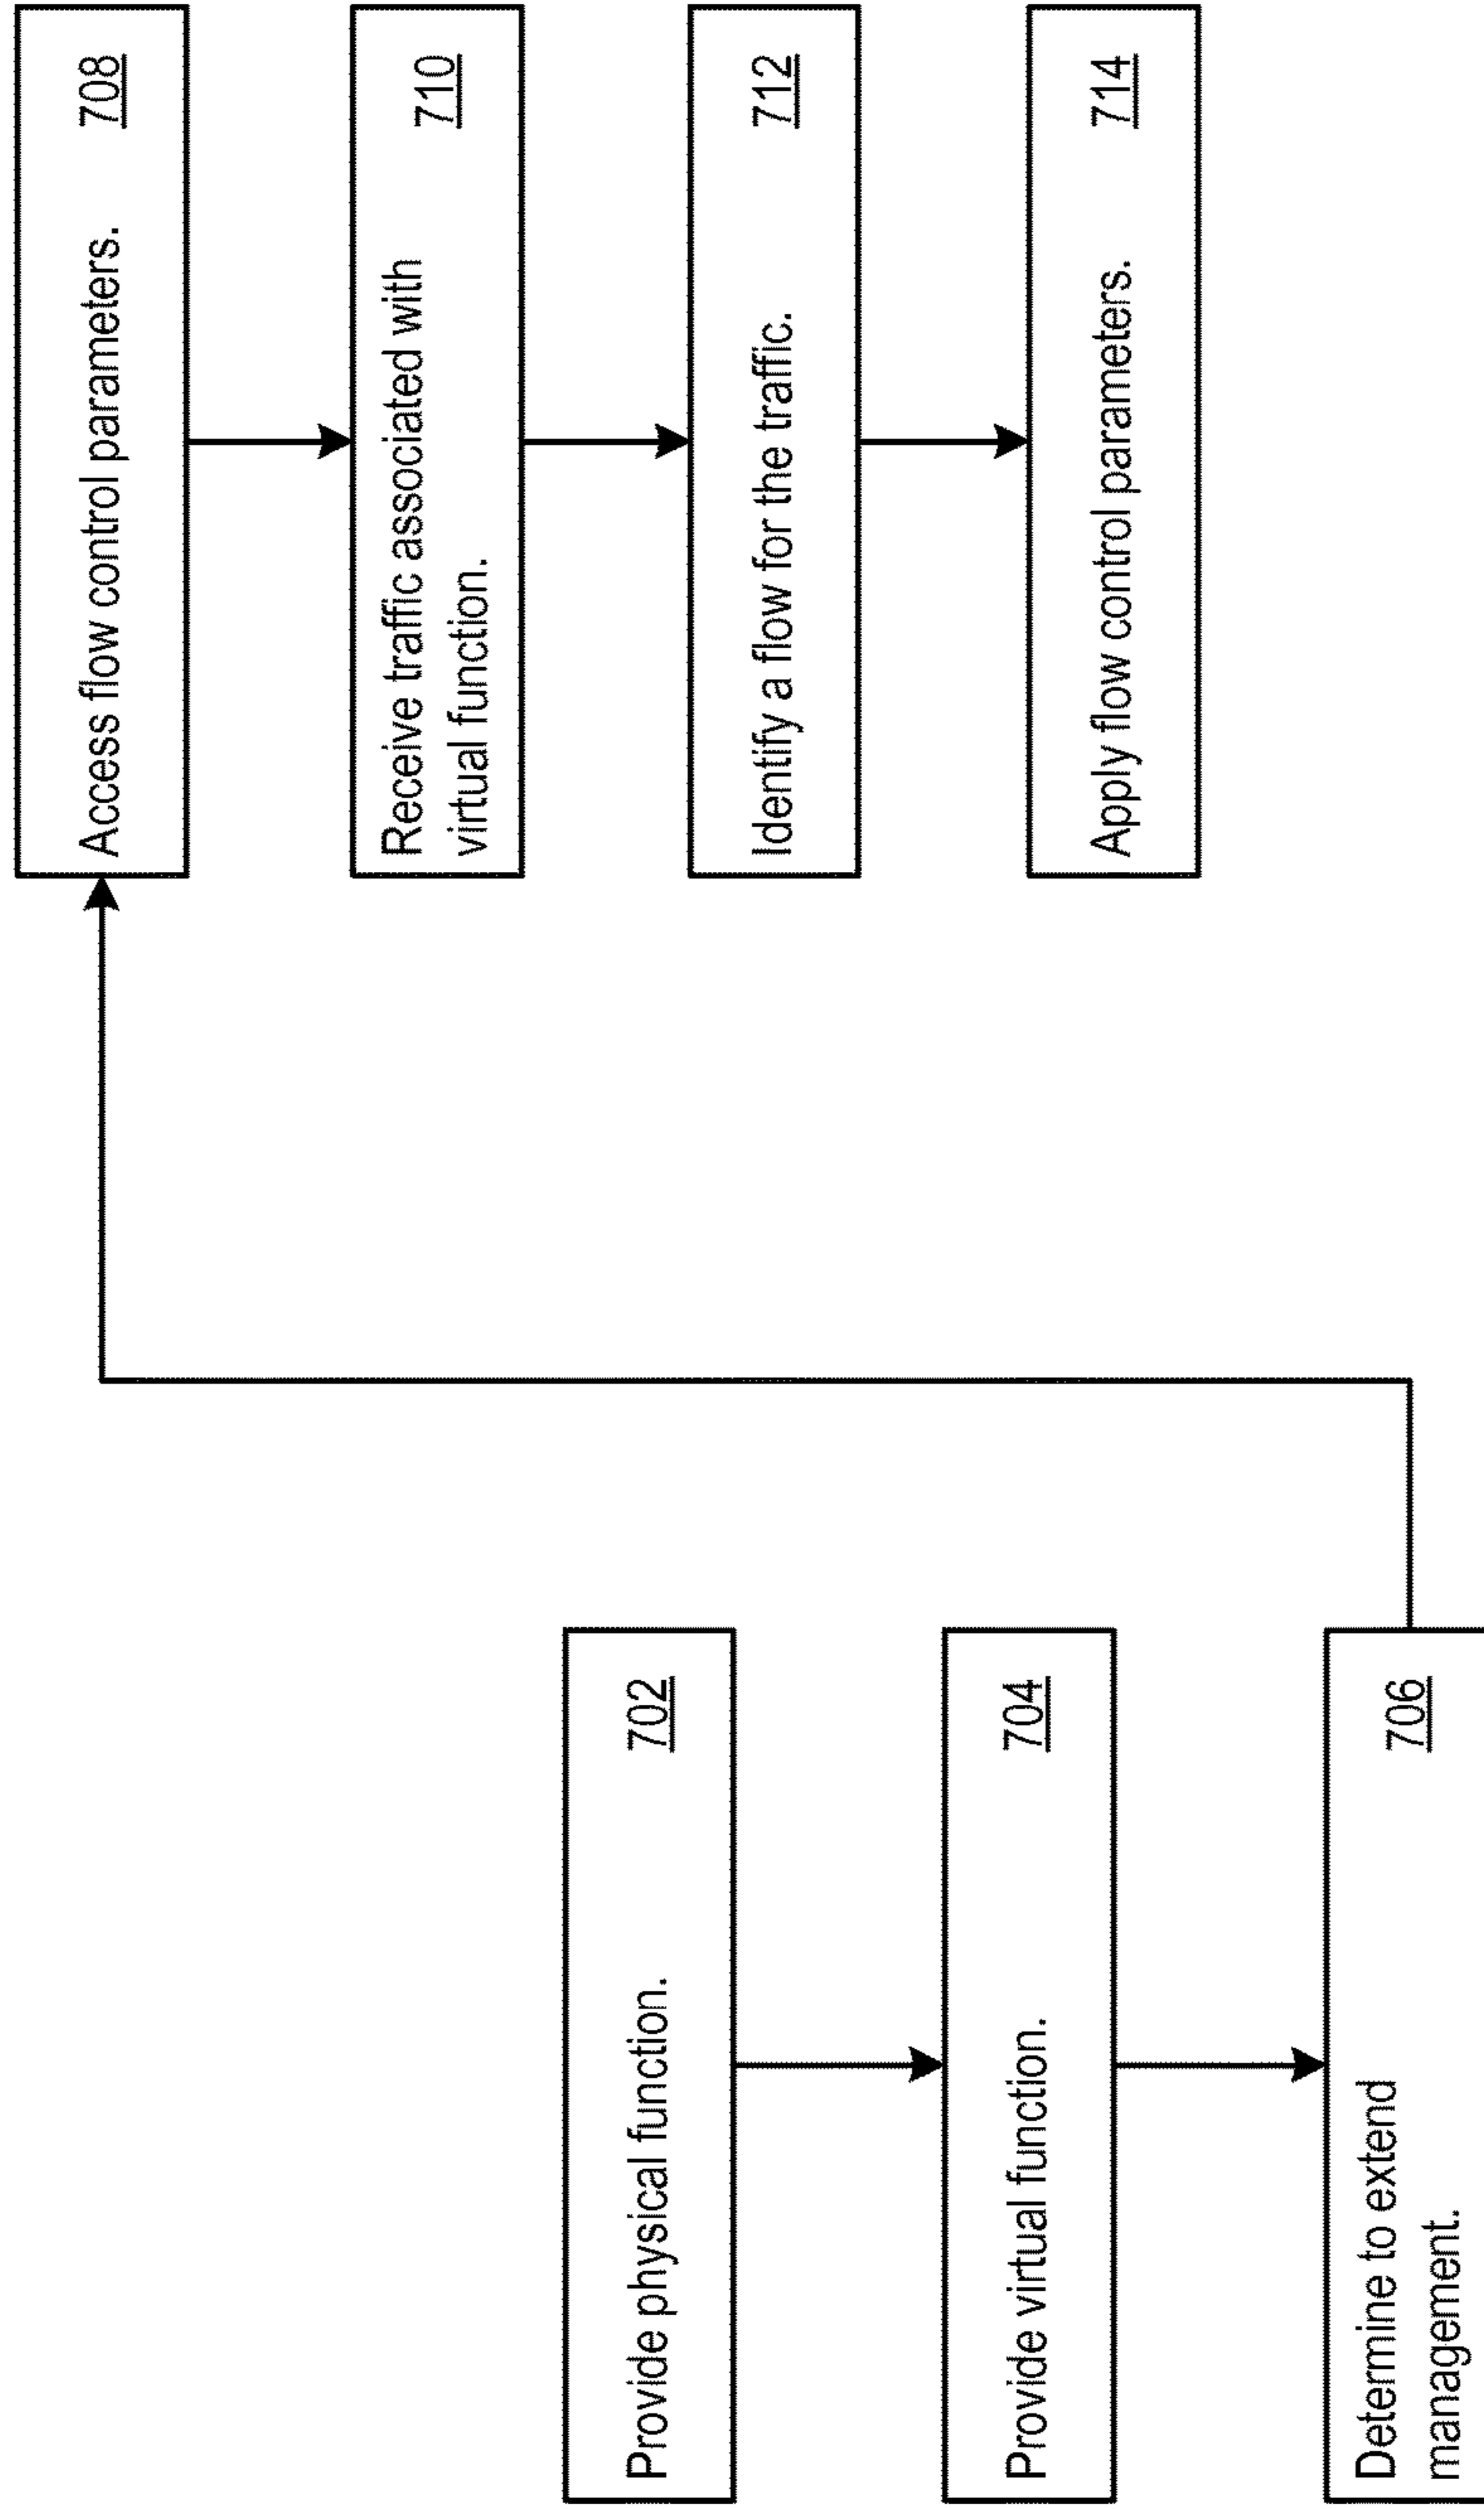 Provide physical function. 702
Provide virtual function. 704
Determine to extend 706
management.
Access flow control parameters. 708
Receive traffic associated with 710
virtual function.
Identify a flow for the traffic. 712
Apply flow control parameters. 714